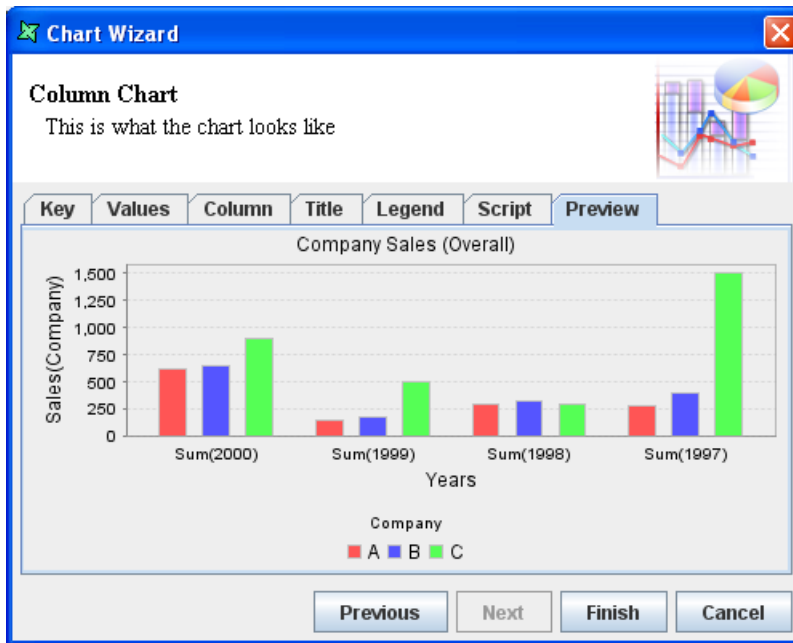 Chart Wizard
Column Chart
This is what the chart looks like
Key Values Column Title Legend Script Preview
Company Sales (Overall)
Sales(Company)
1,500
1,250
1,000
750
500
250
0
Sum(2000) Sum(1999) Sum(1998) Sum(1997)
Years
Company
A B C
Previous Next Finish Cancel